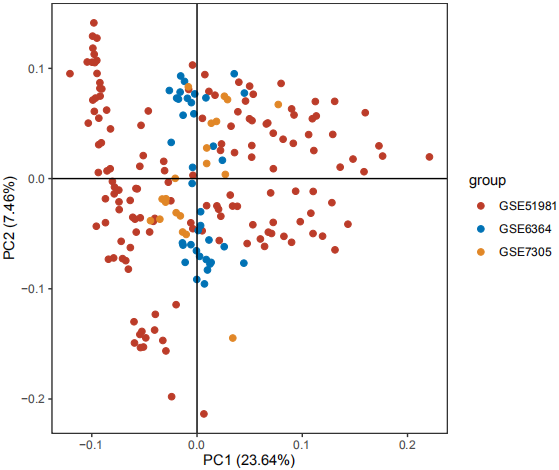 0.1
0.0
−0.1
−0.2
PC2 (7.46%)
−0.1
0.0
0.1
0.2
PC1 (23.64%)
group
GSE51981
GSE6364
GSE7305